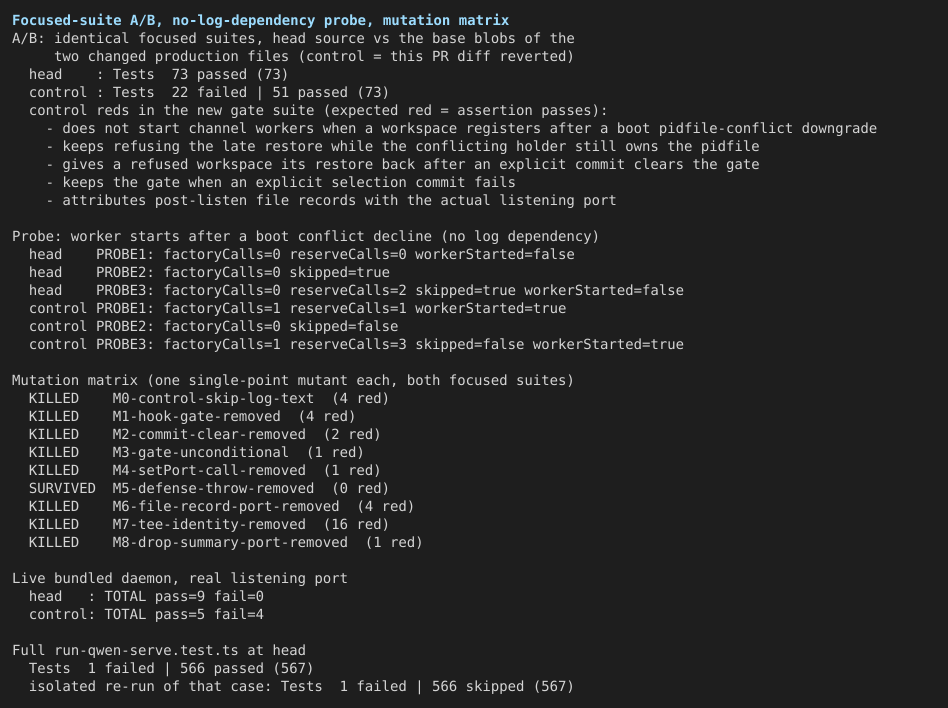 Focused-suite A/B, no-log-dependency probe, mutation matrix
A/B: identical focused suites, head source vs the base blobs of the
two changed production files (control = this PR diff reverted)
head    : Tests  73 passed (73)
control : Tests  22 failed | 51 passed (73)
control reds in the new gate suite (expected red = assertion passes):
- does not start channel workers when a workspace registers after a boot pidfile-conflict downgrade
- keeps refusing the late restore while the conflicting holder still owns the pidfile
- gives a refused workspace its restore back after an explicit commit clears the gate
- keeps the gate when an explicit selection commit fails
- attributes post-listen file records with the actual listening port
Probe: worker starts after a boot conflict decline (no log dependency)
head    PROBE1: factoryCalls=0 reserveCalls=0 workerStarted=false
head    PROBE2: factoryCalls=0 skipped=true
head    PROBE3: factoryCalls=0 reserveCalls=2 skipped=true workerStarted=false
control PROBE1: factoryCalls=1 reserveCalls=1 workerStarted=true
control PROBE2: factoryCalls=0 skipped=false
control PROBE3: factoryCalls=1 reserveCalls=3 skipped=false workerStarted=true
Mutation matrix (one single-point mutant each, both focused suites)
KILLED    M0-control-skip-log-text  (4 red)
KILLED    M1-hook-gate-removed  (4 red)
KILLED    M2-commit-clear-removed  (2 red)
KILLED    M3-gate-unconditional  (1 red)
KILLED    M4-setPort-call-removed  (1 red)
SURVIVED  M5-defense-throw-removed  (0 red)
KILLED    M6-file-record-port-removed  (4 red)
KILLED    M7-tee-identity-removed  (16 red)
KILLED    M8-drop-summary-port-removed  (1 red)
Live bundled daemon, real listening port
head   : TOTAL pass=9 fail=0
control: TOTAL pass=5 fail=4
Full run-qwen-serve.test.ts at head
Tests  1 failed | 566 passed (567)
isolated re-run of that case: Tests  1 failed | 566 skipped (567)